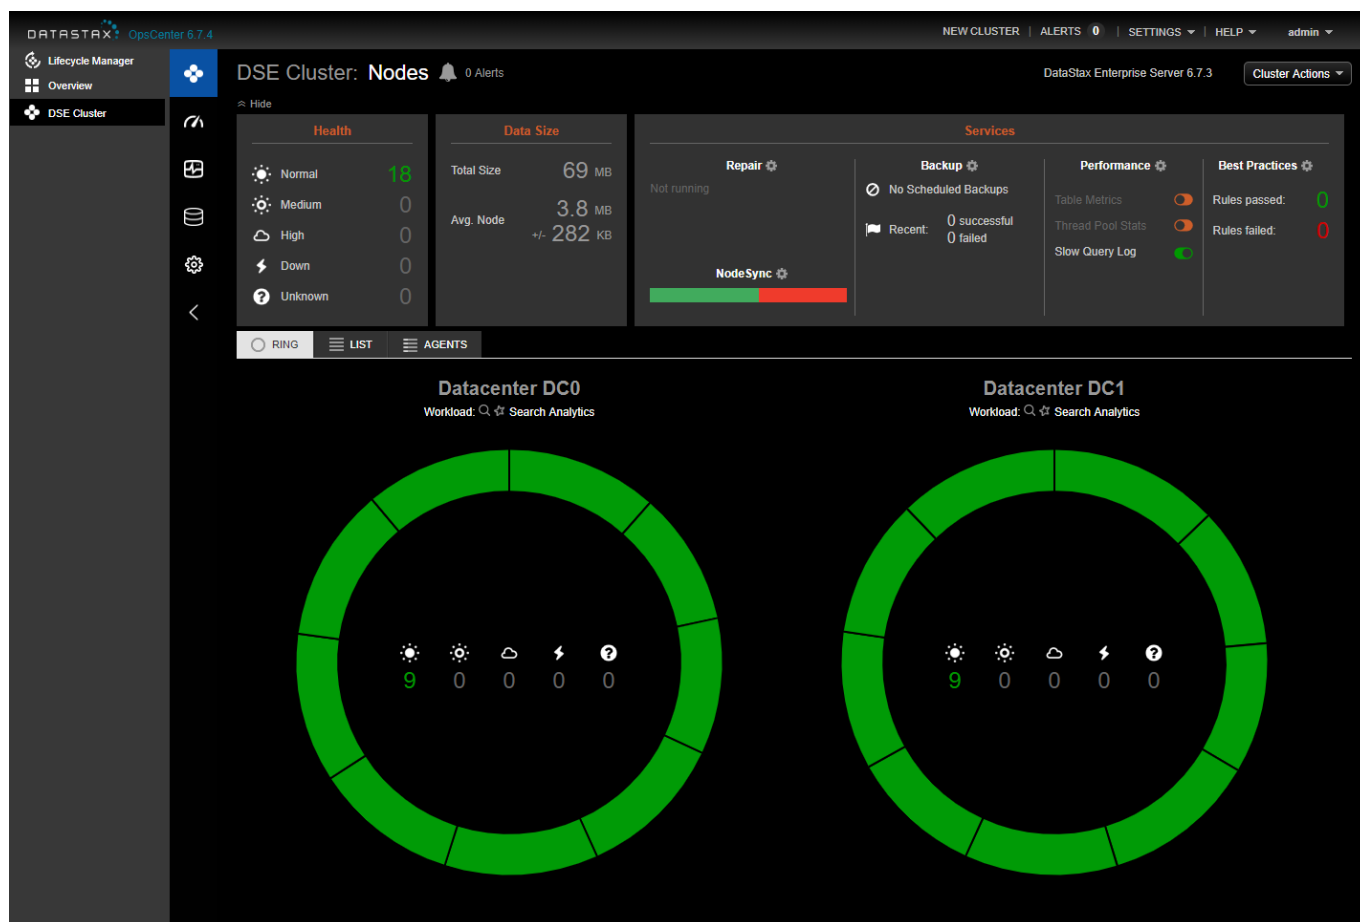 DATASTAX OpsCenter 6.7.4
NEW CLUSTER | ALERTS 0 | SETTINGS | HELP admin
Lifecycle Manager
Overview
DSE Cluster
DSE Cluster: Nodes 0 Alerts
DataStax Enterprise Server 6.7.3
Cluster Actions
Hide
Health
Normal 18
Medium 0
High 0
Down 0
? Unknown 0
Data Size
Total Size 69 MB
Avg. Node 3.8 MB
+/- 282 KB
Services
Repair
Not running
NodeSync
Backup
No Scheduled Backups
Recent: 0 successful
0 failed
Performance
Table Metrics
Thread Pool Stats
Slow Query Log
Best Practices
Rules passed: 0
Rules failed: 0
RING
LIST
AGENTS
Datacenter DC0
Workload: Search Analytics
?
9 0 0 0 0
Datacenter DC1
Workload: Search Analytics
?
9 0 0 0 0